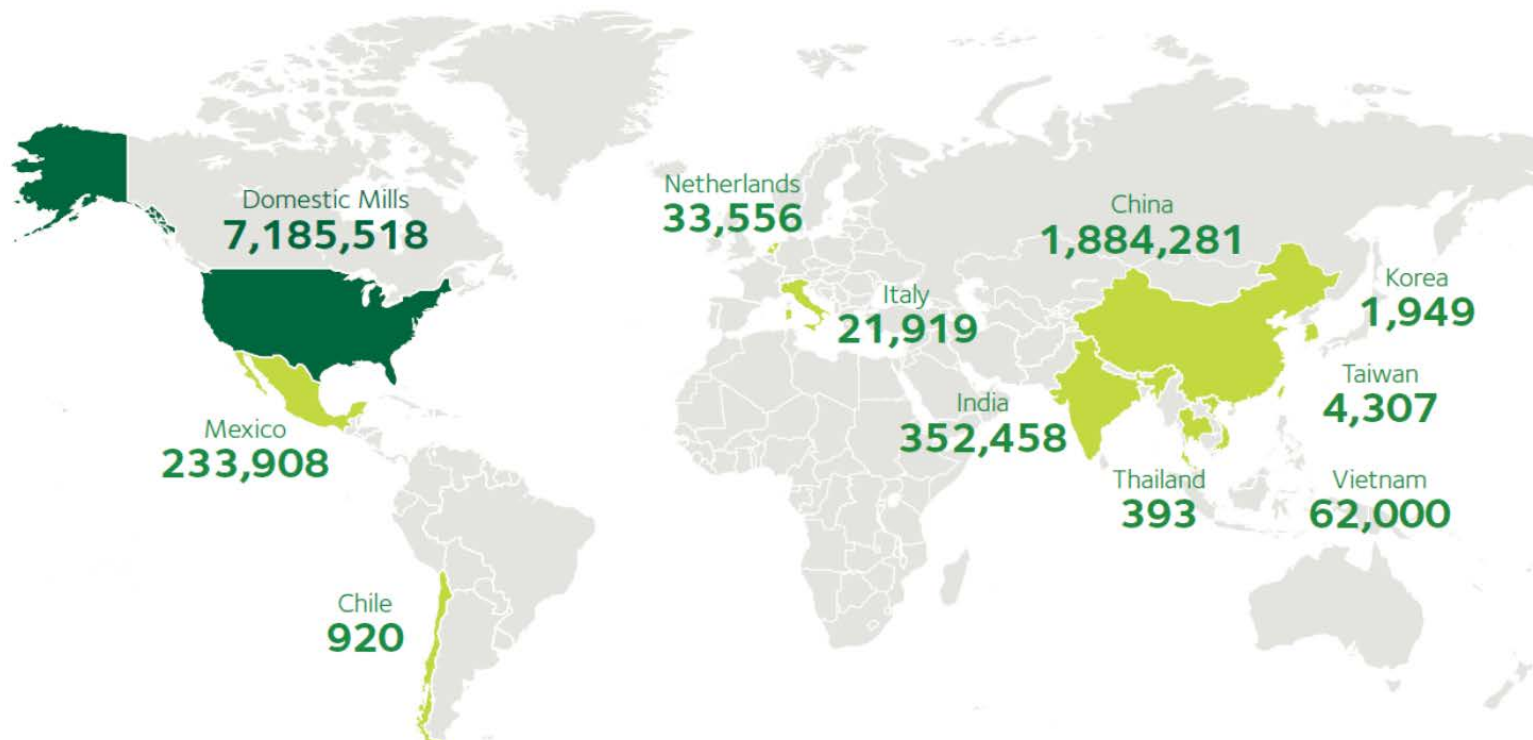 Domestic Mills
7,185,518
Netherlands
33,556
China
1,884,281
Italy
21,919
Korea
1,949
India
352,458
Taiwan
4,307
Mexico
233,908
Thailand
393
Vietnam
62,000
Chile
920